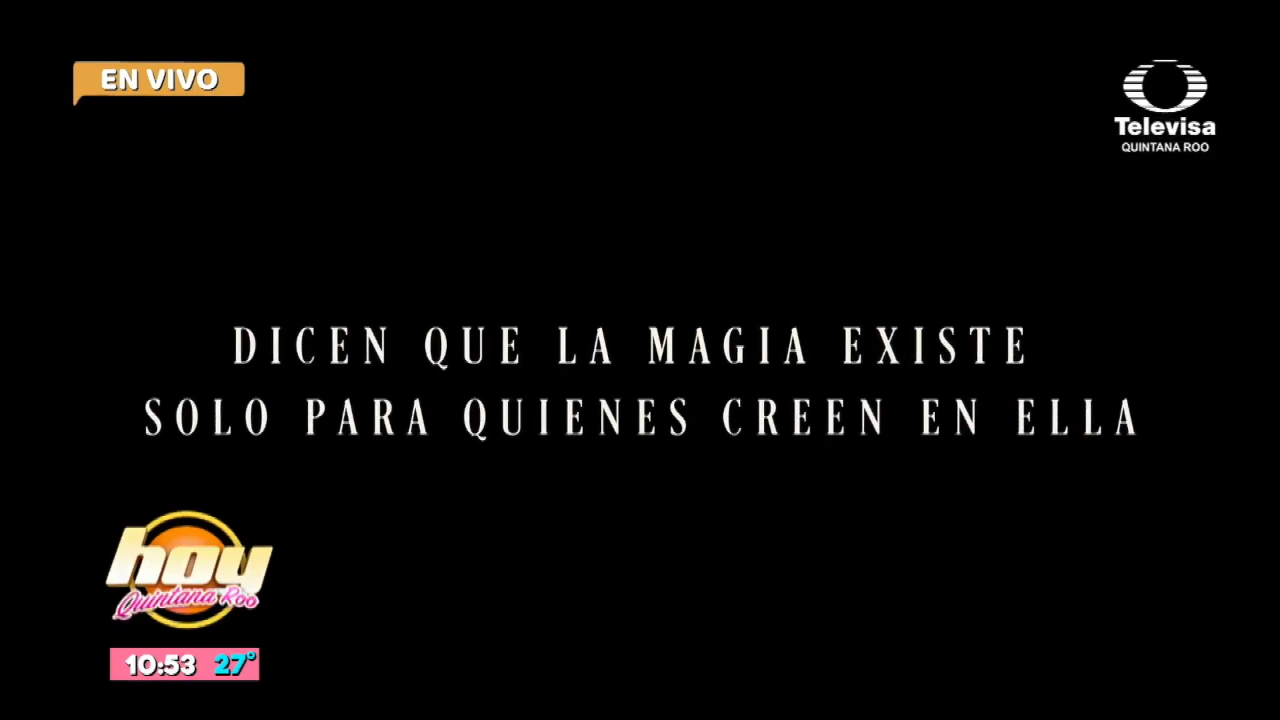 EN VIVO
Televisa
QUINTANA ROO
DICEN QUE LA MAGIA EXISTE
SOLO PARA QUIENES CREEN EN ELLA
hoy
Quintana Roo
10:53 27°